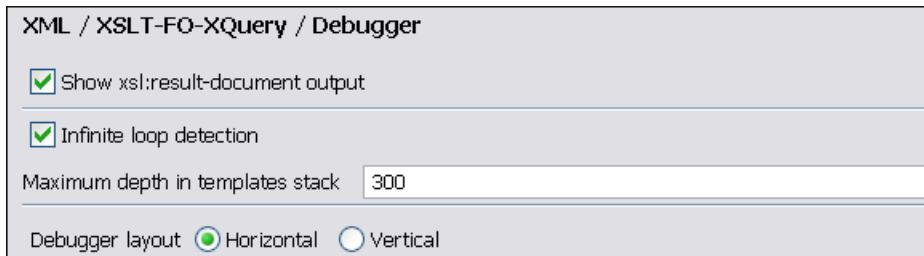 XML / XSLT-FO-XQuery / Debugger
Show xsl:result-document output
Infinite loop detection
Maximum depth in templates stack 300
Debugger layout Horizontal Vertical